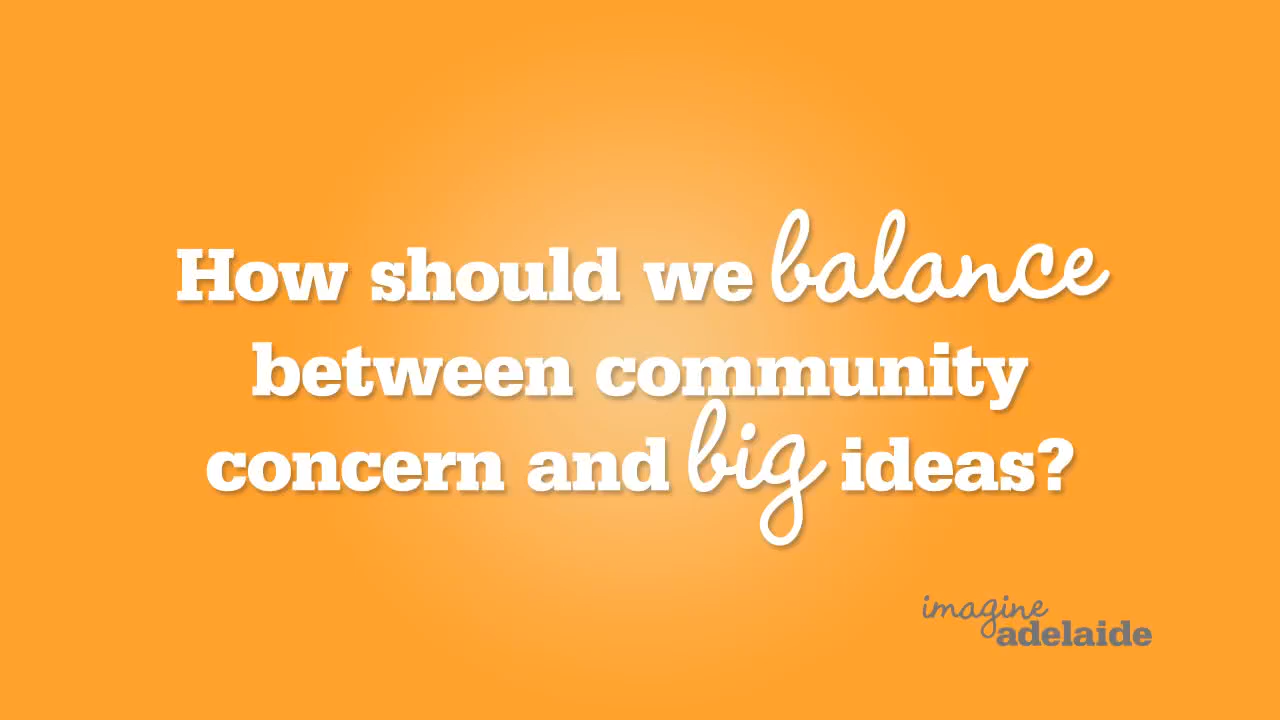 How should we balance
between community
concern and big ideas?
imagine
adelaide